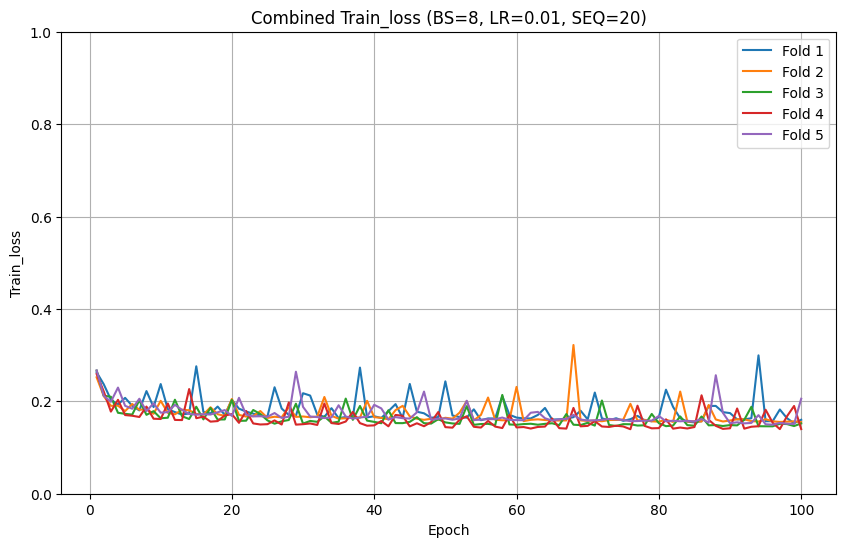 Combined Train_loss (BS=8, LR=0.01, SEQ=20)
1.0
0.8
0.6
0.4
0.2
0.0
Train_loss
Fold 1
Fold 2
Fold 3
Fold 4
Fold 5
0 20 40 60 80 100
Epoch